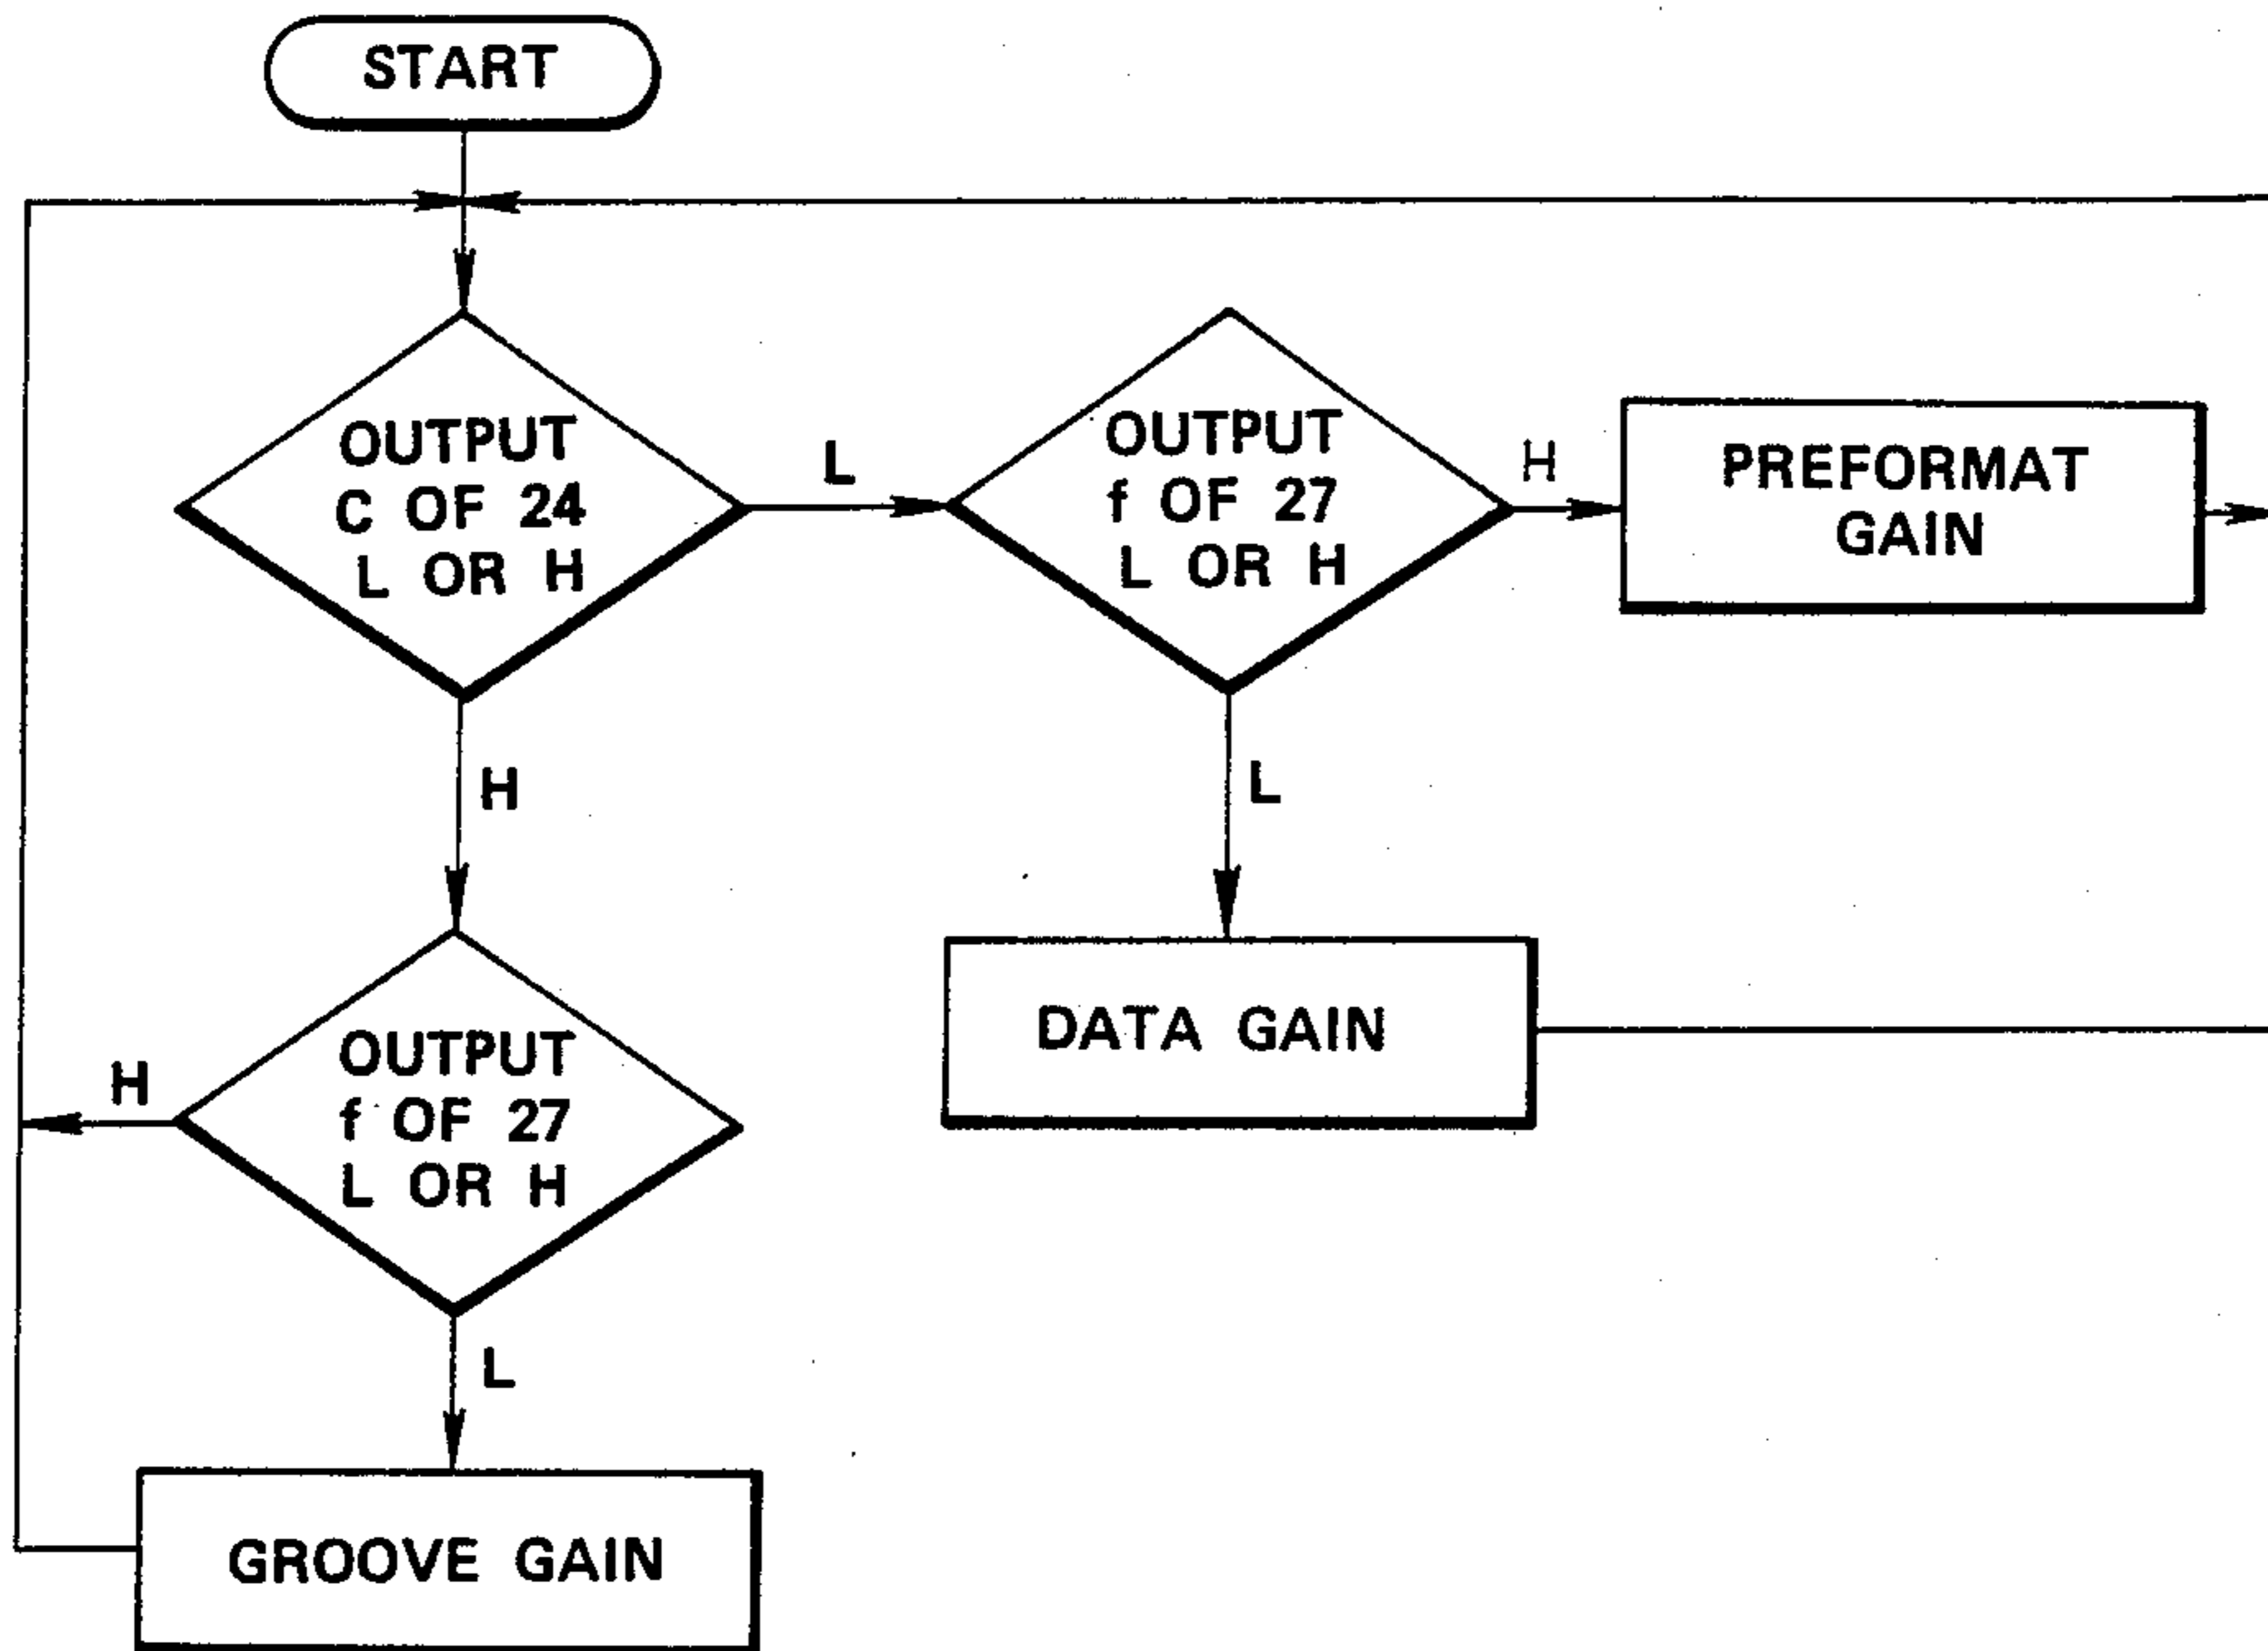 START
OUTPUT
C OF 24
L OR H
L
OUTPUT
f OF 27
L OR H
H
PREFORMAT
GAIN
H
L
OUTPUT
f OF 27
L OR H
H
DATA GAIN
L
GROOVE GAIN